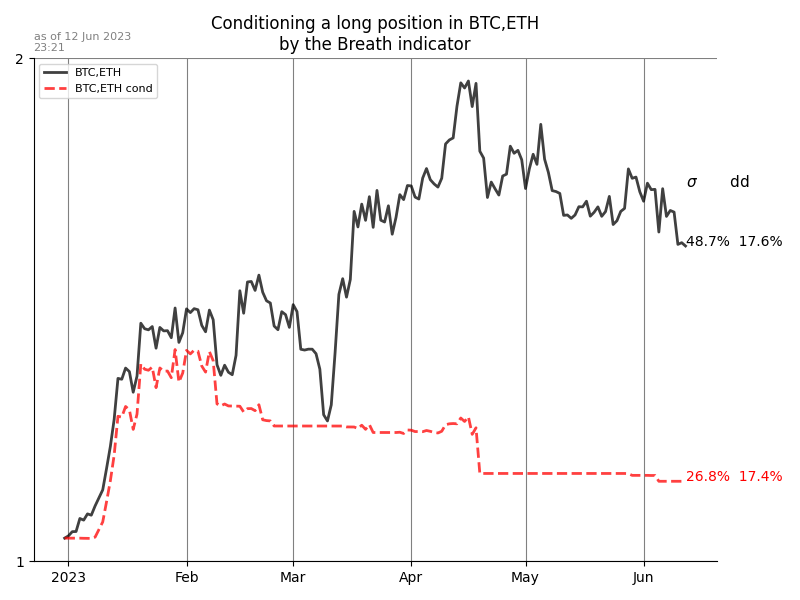 Conditioning a long position in BTC,ETH
by the Breath indicator
as of 12 Jun 2023
23:21
2
BTC,ETH
BTC,ETH cond
σ dd
48.7% 17.6%
26.8% 17.4%
1
2023 Feb Mar Apr May Jun